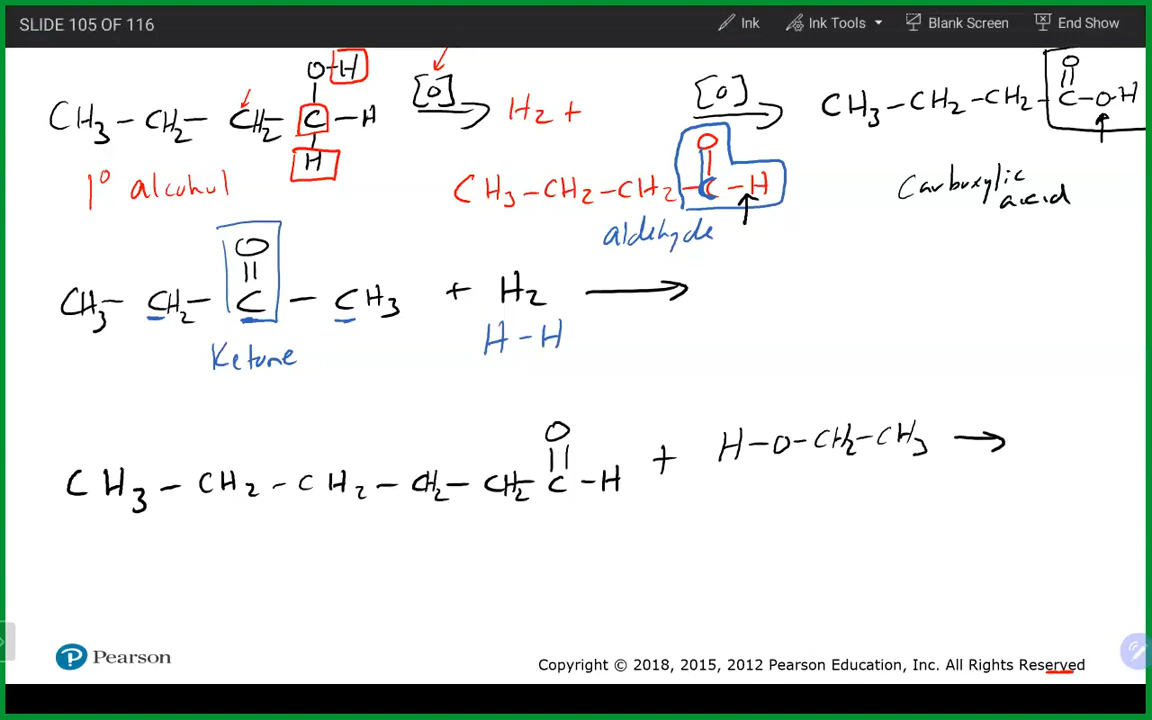 SLIDE 105 OF 116 Ink Ink Tools Blank Screen End Show
O-H
CH3 - CH2 - CH2 - C - H [O] H2 + [O] CH3-CH2-CH2-C-O-H
H O
1° alcohol CH3-CH2-CH2-C-H Carboxylic acid
O
aldehyde
O
CH3 - CH2 - C - CH3 + H2 →
Ketone H-H
O
CH3 - CH2 - CH2 - CH2 - CH2 C - H + H-O-CH2-CH3 →
Pearson
Copyright © 2018, 2015, 2012 Pearson Education, Inc. All Rights Reserved